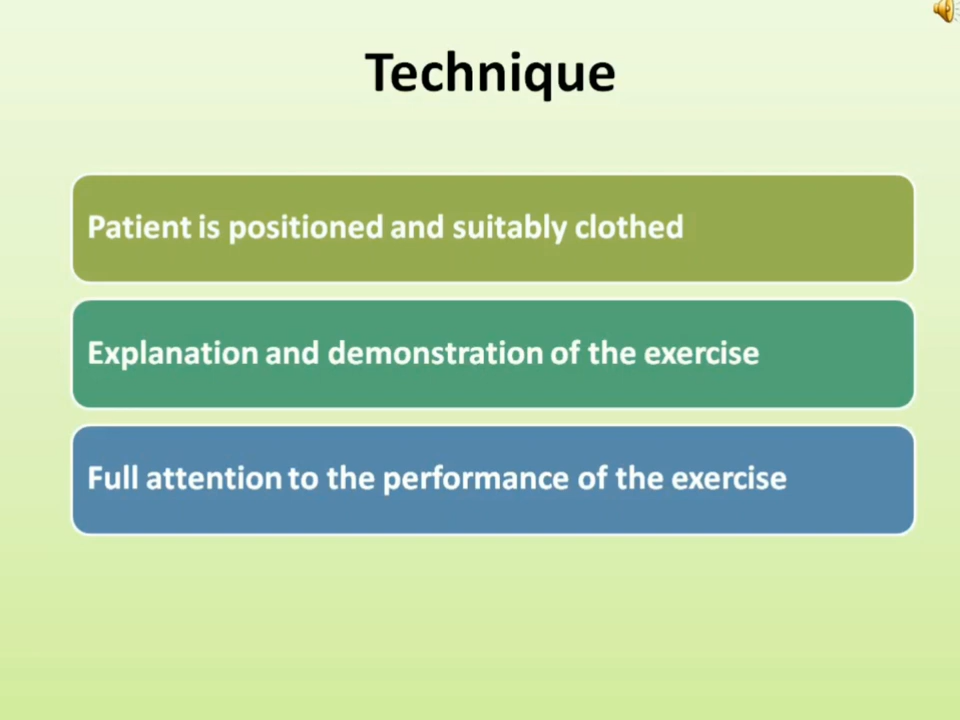 Technique
Patient is positioned and suitably clothed
Explanation and demonstration of the exercise
Full attention to the performance of the exercise